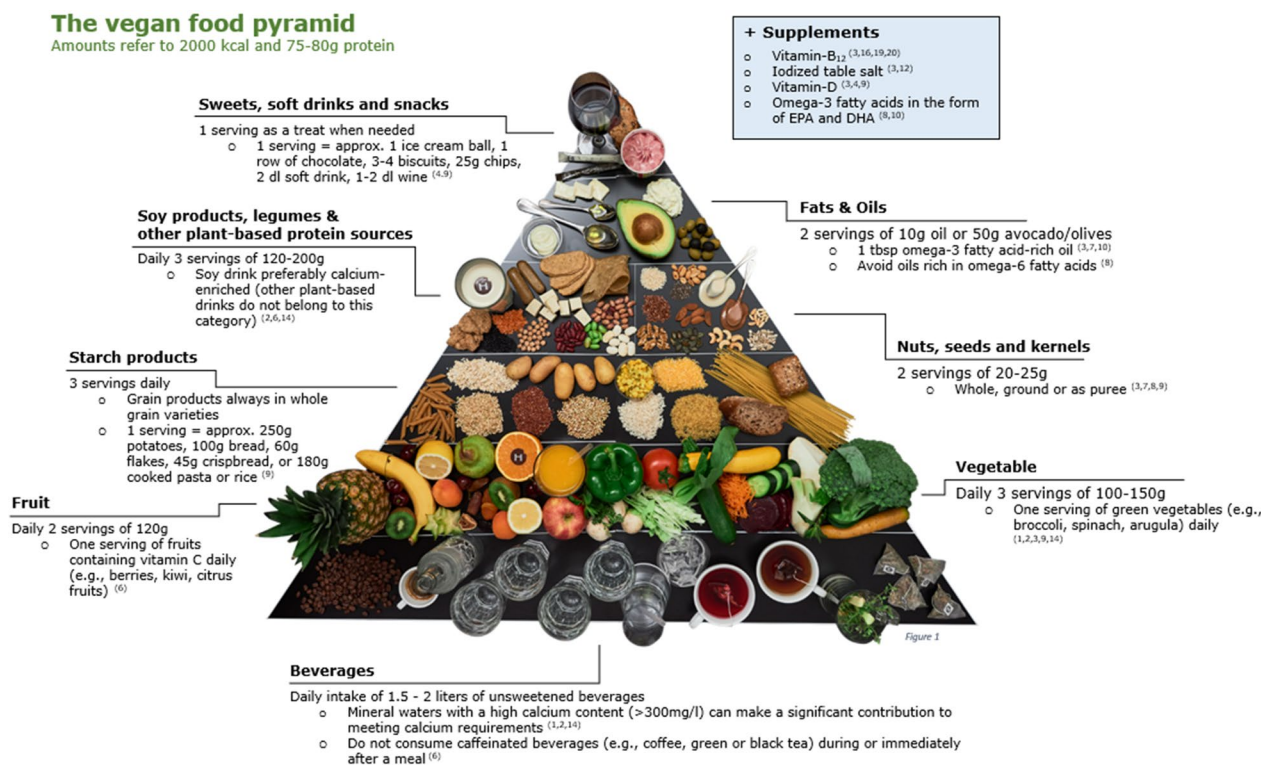 The vegan food pyramid
Amounts refer to 2000 kcal and 75-80g protein
+ Supplements
o Vitamin-B12 (3,16,19,20)
o Iodized table salt (3,12)
o Vitamin-D (3,4,9)
o Omega-3 fatty acids in the form
of EPA and DHA (8,10)
Sweets, soft drinks and snacks
1 serving as a treat when needed
o 1 serving = approx. 1 ice cream ball, 1
row of chocolate, 3-4 biscuits, 25g chips,
2 dl soft drink, 1-2 dl wine (4,9)
Fats & Oils
2 servings of 10g oil or 50g avocado/olives
o 1 tbsp omega-3 fatty acid-rich oil (3,7,10)
o Avoid oils rich in omega-6 fatty acids (8)
Soy products, legumes &
other plant-based protein sources
Daily 3 servings of 120-200g
o Soy drink preferably calcium-
enriched (other plant-based
drinks do not belong to this
category) (2,6,14)
Nuts, seeds and kernels
2 servings of 20-25g
o Whole, ground or as puree (3,7,8,9)
Starch products
3 servings daily
o Grain products always in whole
grain varieties
o 1 serving = approx. 250g
potatoes, 100g bread, 60g
flakes, 45g crispbread, or 180g
cooked pasta or rice (9)
Vegetable
Daily 3 servings of 100-150g
o One serving of green vegetables (e.g.,
broccoli, spinach, arugula) daily
(1,2,3,9,14)
Fruit
Daily 2 servings of 120g
o One serving of fruits
containing vitamin C daily
(e.g., berries, kiwi, citrus
fruits) (6)
Figure 1
Beverages
Daily intake of 1.5 - 2 liters of unsweetened beverages
o Mineral waters with a high calcium content (>300mg/l) can make a significant contribution to
meeting calcium requirements (1,2,14)
o Do not consume caffeinated beverages (e.g., coffee, green or black tea) during or immediately
after a meal (6)
H
H